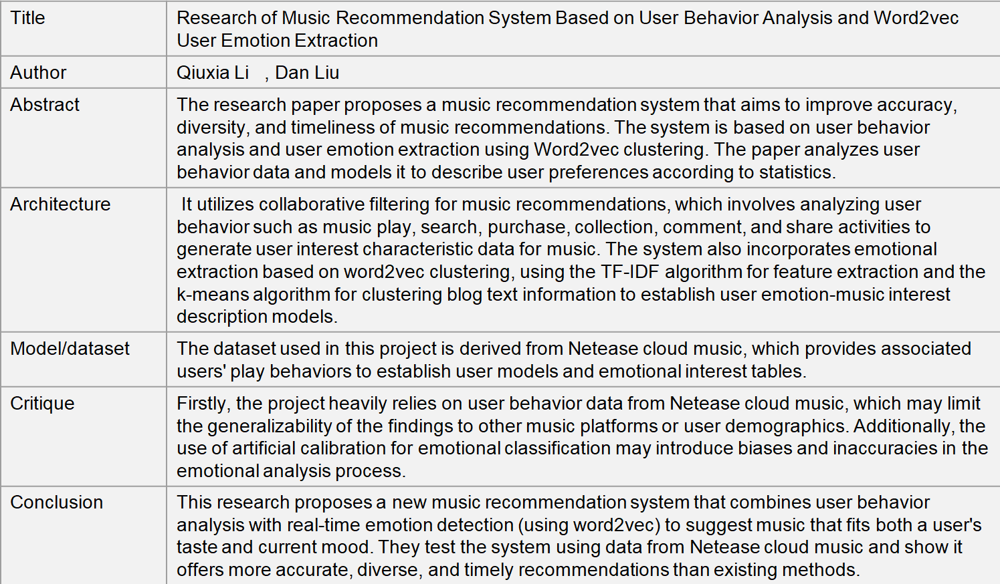 Title
Research of Music Recommendation System Based on User Behavior Analysis and Word2vec
User Emotion Extraction
Author
Qiuxia Li , Dan Liu
Abstract
The research paper proposes a music recommendation system that aims to improve accuracy,
diversity, and timeliness of music recommendations. The system is based on user behavior
analysis and user emotion extraction using Word2vec clustering. The paper analyzes user
behavior data and models it to describe user preferences according to statistics.
Architecture
It utilizes collaborative filtering for music recommendations, which involves analyzing user
behavior such as music play, search, purchase, collection, comment, and share activities to
generate user interest characteristic data for music. The system also incorporates emotional
extraction based on word2vec clustering, using the TF-IDF algorithm for feature extraction and the
k-means algorithm for clustering blog text information to establish user emotion-music interest
description models.
Model/dataset
The dataset used in this project is derived from Netease cloud music, which provides associated
users' play behaviors to establish user models and emotional interest tables.
Critique
Firstly, the project heavily relies on user behavior data from Netease cloud music, which may limit
the generalizability of the findings to other music platforms or user demographics. Additionally, the
use of artificial calibration for emotional classification may introduce biases and inaccuracies in the
emotional analysis process.
Conclusion
This research proposes a new music recommendation system that combines user behavior
analysis with real-time emotion detection (using word2vec) to suggest music that fits both a user's
taste and current mood. They test the system using data from Netease cloud music and show it
offers more accurate, diverse, and timely recommendations than existing methods.